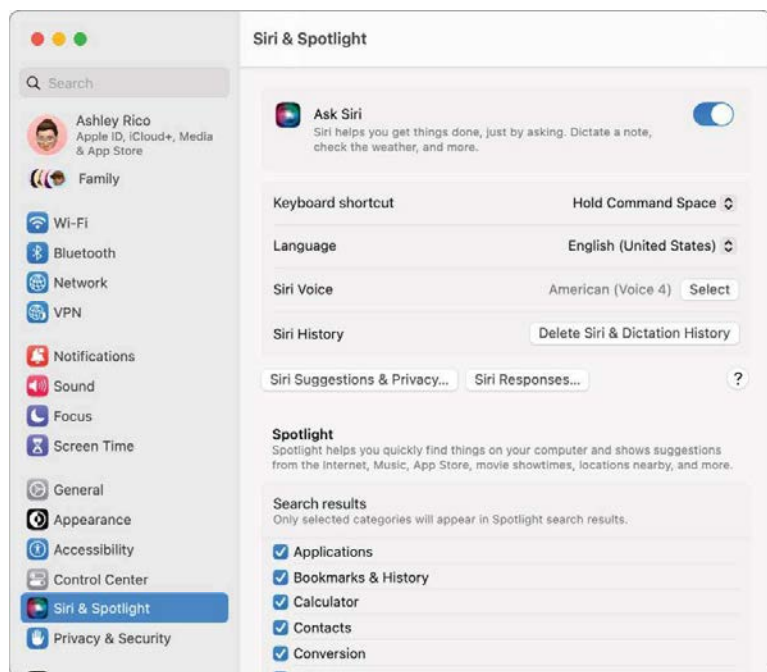 Siri & Spotlight
Search
Ashley Rico
Apple ID, iCloud+, Media
& App Store
Family
Wi-Fi
Bluetooth
Network
VPN
Notifications
Sound
Focus
Screen Time
General
Appearance
Accessibility
Control Center
Siri & Spotlight
Privacy & Security
Ask Siri
Siri helps you get things done, just by asking. Dictate a note,
check the weather, and more.
Keyboard shortcut Hold Command Space
Language English (United States)
Siri Voice American (Voice 4) Select
Siri History Delete Siri & Dictation History
Siri Suggestions & Privacy... Siri Responses... ?
Spotlight
Spotlight helps you quickly find things on your computer and shows suggestions
from the Internet, Music, App Store, movie showtimes, locations nearby, and more.
Search results
Only selected categories will appear in Spotlight search results.
Applications
Bookmarks & History
Calculator
Contacts
Conversion